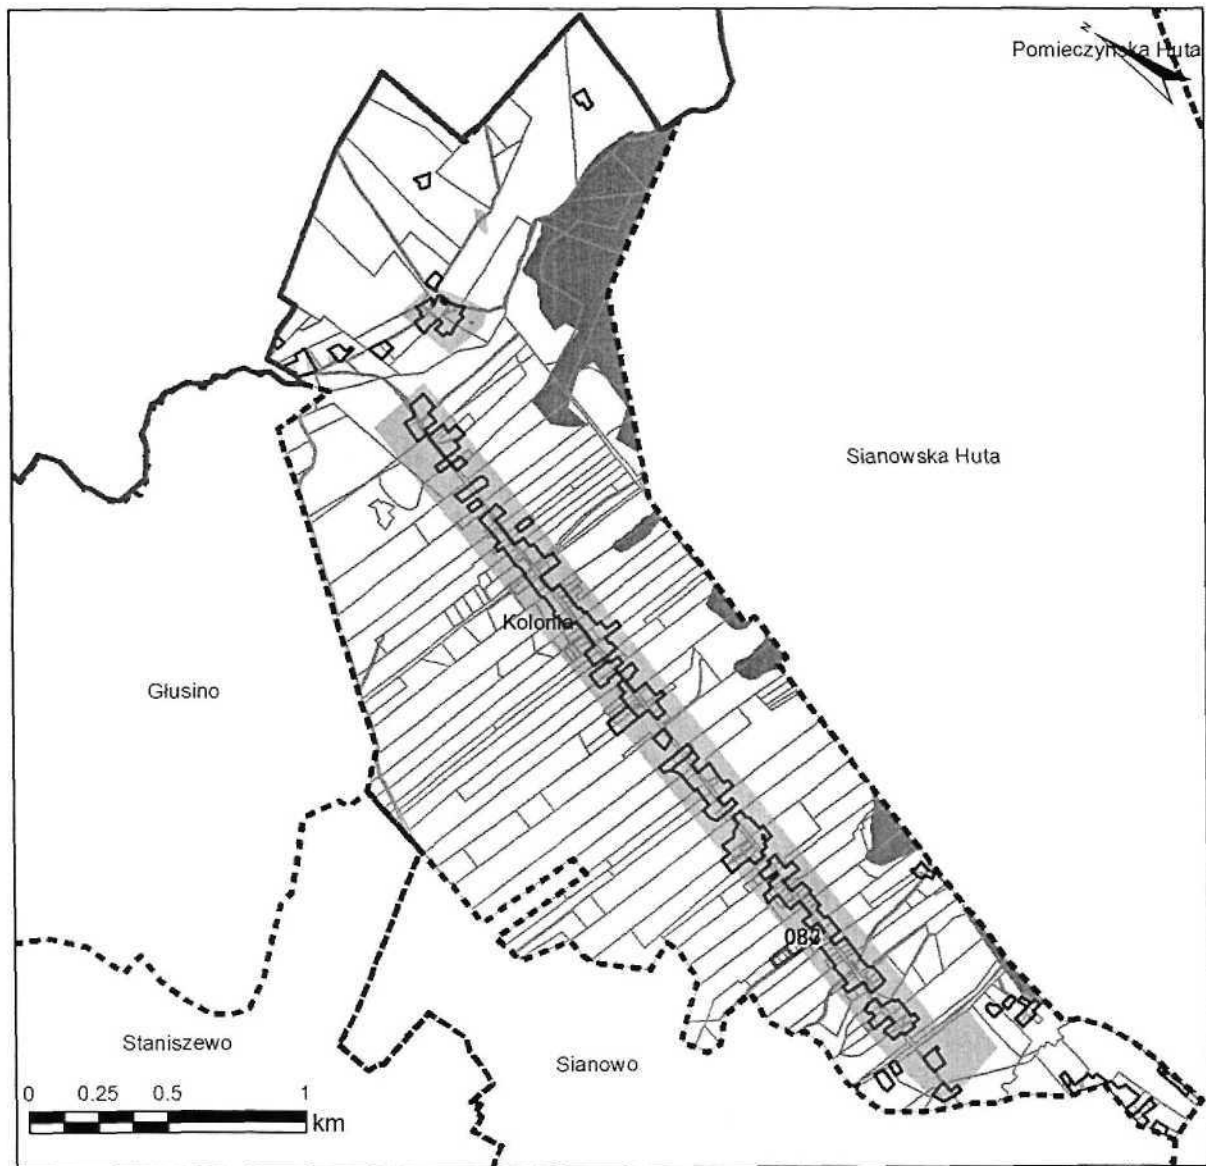 N
Pomieczyńska Huta
Sianowska Huta
Kolonia
Głusino
Staniszewo
Sianowo
0 0.25 0.5 1
km